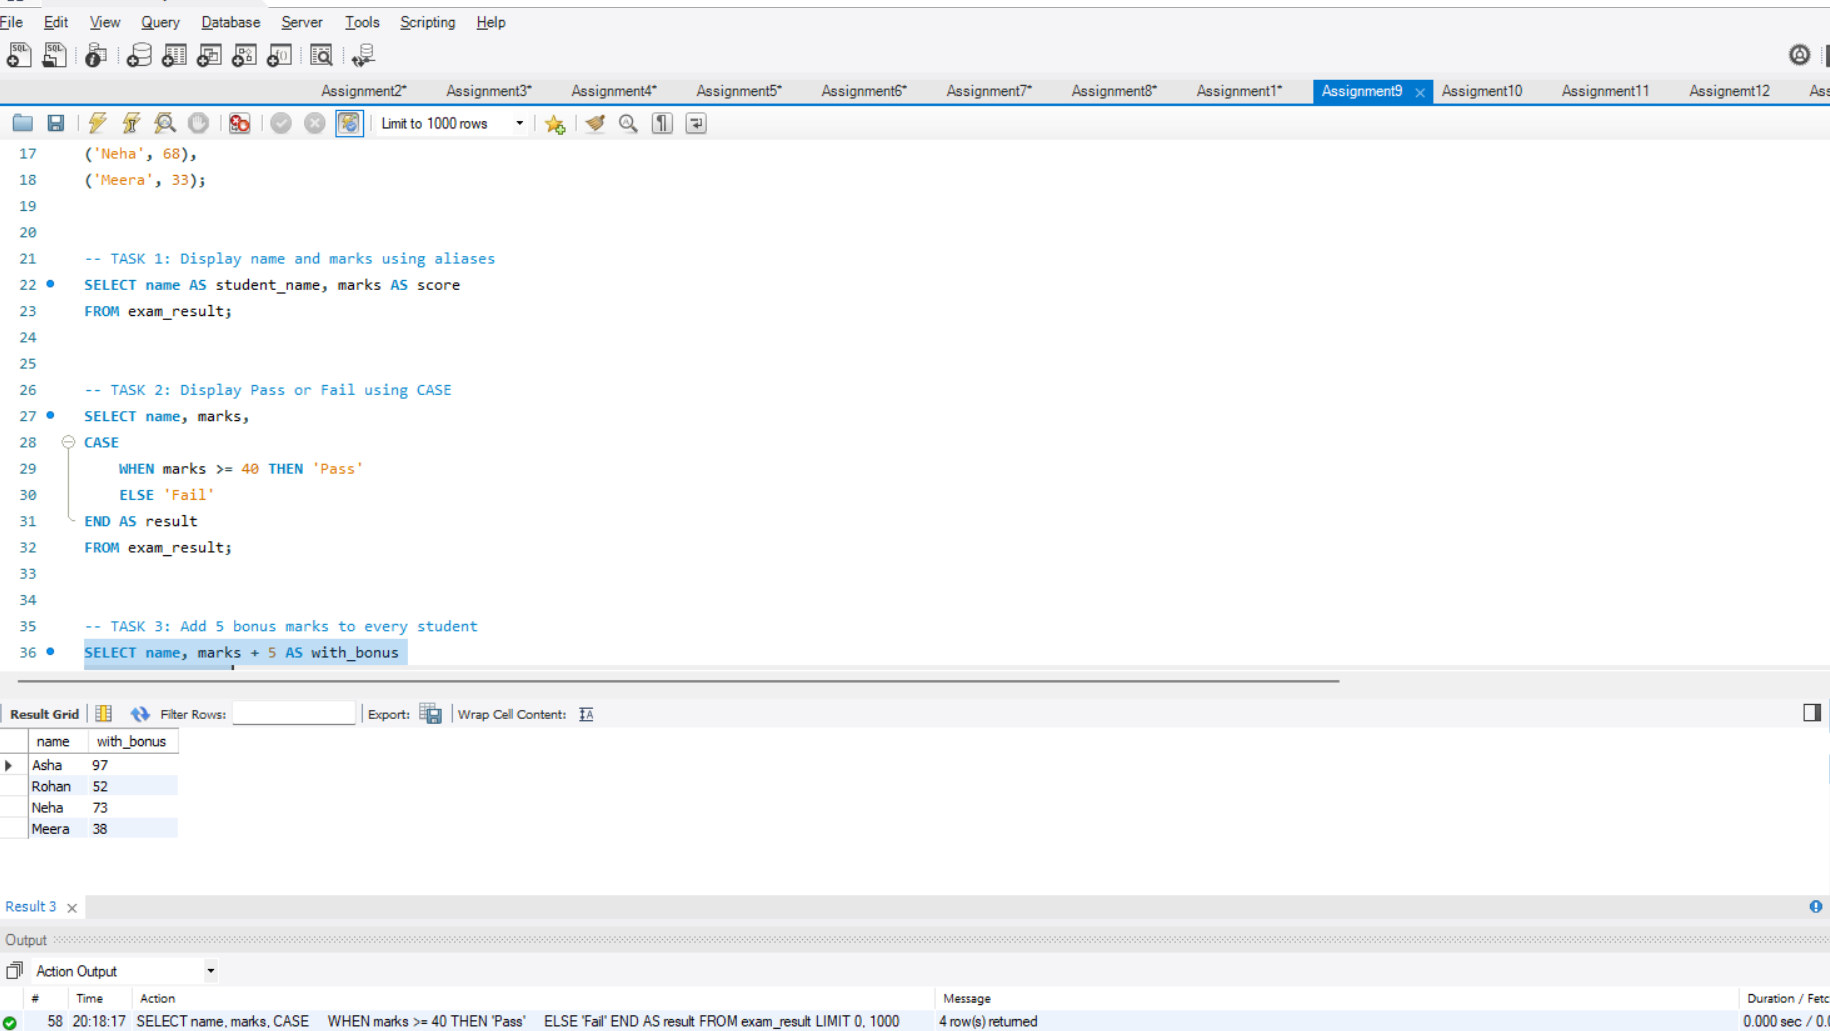 File Edit View Query Database Server Tools Scripting Help
Assignment2* Assignment3* Assignment4* Assignment5* Assignment6* Assignment7* Assignment8* Assignment1* Assignment9 Assigment10 Assignment11 Assignemt12
Limit to 1000 rows
17 ('Neha', 68),
18 ('Meera', 33);
19
20
21 -- TASK 1: Display name and marks using aliases
22 SELECT name AS student_name, marks AS score
23 FROM exam_result;
24
25
26 -- TASK 2: Display Pass or Fail using CASE
27 SELECT name, marks,
28 CASE
29 WHEN marks >= 40 THEN 'Pass'
30 ELSE 'Fail'
31 END AS result
32 FROM exam_result;
33
34
35 -- TASK 3: Add 5 bonus marks to every student
36 SELECT name, marks + 5 AS with_bonus
Result Grid Filter Rows: Export: Wrap Cell Content:
name with_bonus
Asha 97
Rohan 52
Neha 73
Meera 38
Result 3
Output
Action Output
# Time Action Message Duration / Fetc
58 20:18:17 SELECT name, marks, CASE WHEN marks >= 40 THEN 'Pass' ELSE 'Fail' END AS result FROM exam_result LIMIT 0, 1000 4 row(s) returned 0.000 sec / 0.0